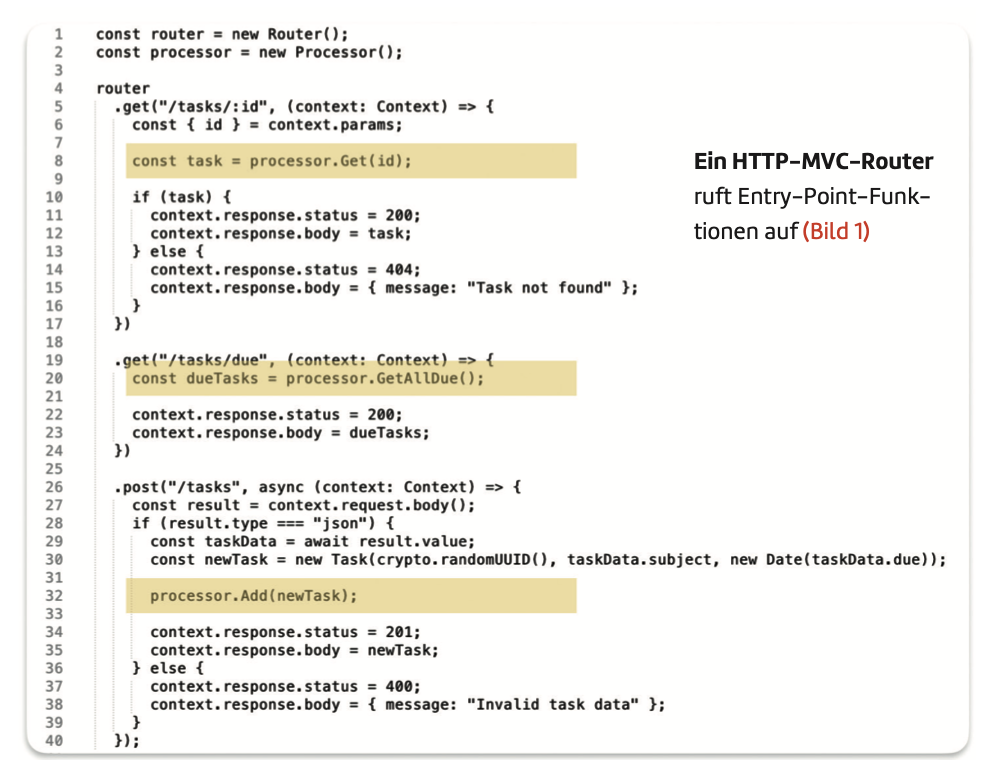 1 const router = new Router();
2 const processor = new Processor();
3
4 router
5 .get("/tasks/:id", (context: Context) => {
6 const { id } = context.params;
7
8 const task = processor.Get(id);
9
10 if (task) {
11 context.response.status = 200;
12 context.response.body = task;
13 } else {
14 context.response.status = 404;
15 context.response.body = { message: "Task not found" };
16 }
17 })
18
19 .get("/tasks/due", (context: Context) => {
20 const dueTasks = processor.GetAllDue();
21
22 context.response.status = 200;
23 context.response.body = dueTasks;
24 })
25
26 .post("/tasks", async (context: Context) => {
27 const result = context.request.body();
28 if (result.type === "json") {
29 const taskData = await result.value;
30 const newTask = new Task(crypto.randomUUID(), taskData.subject, new Date(taskData.due));
31
32 processor.Add(newTask);
33
34 context.response.status = 201;
35 context.response.body = newTask;
36 } else {
37 context.response.status = 400;
38 context.response.body = { message: "Invalid task data" };
39 }
40 });
Ein HTTP-MVC-Router
ruft Entry-Point-Funk-
tionen auf (Bild 1)